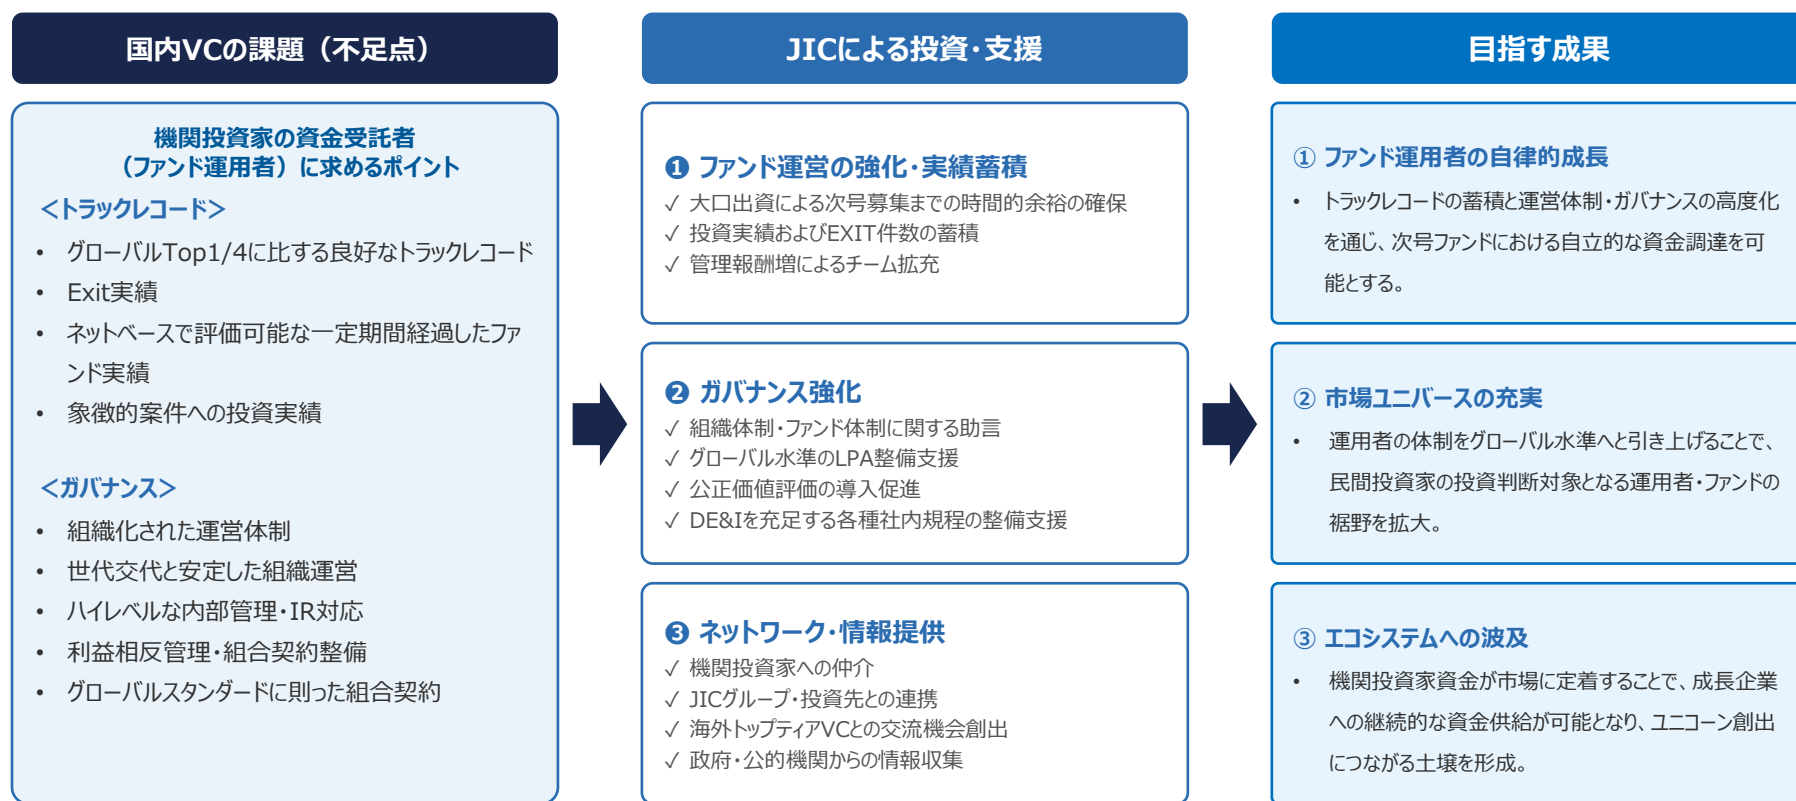 国内VCの課題（不足点）
機関投資家の資金受託者
（ファンド運用者）に求めるポイント
＜トラックレコード＞
• グローバルTop1/4に比する良好なトラックレコード
• Exit実績
• ネットベースで評価可能な一定期間経過したファ
ンド実績
• 象徴的案件への投資実績
＜ガバナンス＞
• 組織化された運営体制
• 世代交代と安定した組織運営
• ハイレベルな内部管理・IR対応
• 利益相反管理・組合契約整備
• グローバルスタンダードに則った組合契約
JICによる投資・支援
❶ ファンド運営の強化・実績蓄積
✓ 大口出資による次号募集までの時間的余裕の確保
✓ 投資実績およびEXIT件数の蓄積
✓ 管理報酬増によるチーム拡充
❷ ガバナンス強化
✓ 組織体制・ファンド体制に関する助言
✓ グローバル水準のLPA整備支援
✓ 公正価値評価の導入促進
✓ DE&Iを充足する各種社内規程の整備支援
❸ ネットワーク・情報提供
✓ 機関投資家への仲介
✓ JICグループ・投資先との連携
✓ 海外トップティアVCとの交流機会創出
✓ 政府・公的機関からの情報収集
目指す成果
① ファンド運用者の自律的成長
• トラックレコードの蓄積と運営体制・ガバナンスの高度化
を通じ、次号ファンドにおける自立的な資金調達を可
能とする。
② 市場ユニバースの充実
• 運用者の体制をグローバル水準へと引き上げることで、
民間投資家の投資判断対象となる運用者・ファンドの
裾野を拡大。
③ エコシステムへの波及
• 機関投資家資金が市場に定着することで、成長企業
への継続的な資金供給が可能となり、ユニコーン創出
につながる土壌を形成。